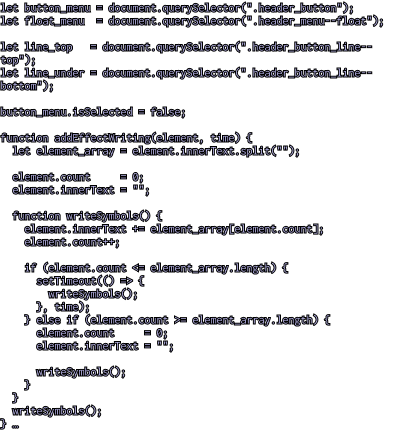 let button_menu = document.querySelector(".header_button");
let float_menu  = document.querySelector(".header_menu--float");

let line_top   = document.querySelector(".header_button_line--
top");
let line_under = document.querySelector(".header_button_line--
bottom");

button_menu.isSelected = false;

function addEffectWriting(element, time) {
  let element_array = element.innerText.split("");

  element.count     = 0;
  element.innerText = "";

  function writeSymbols() {
    element.innerText += element_array[element.count];
    element.count++;

    if (element.count <= element_array.length) {
      setTimeout(() => {
        writeSymbols();
      }, time);
    } else if (element.count >= element_array.length) {
      element.count     = 0;
      element.innerText = "";

      writeSymbols();
    }
  }
  writeSymbols();
} …